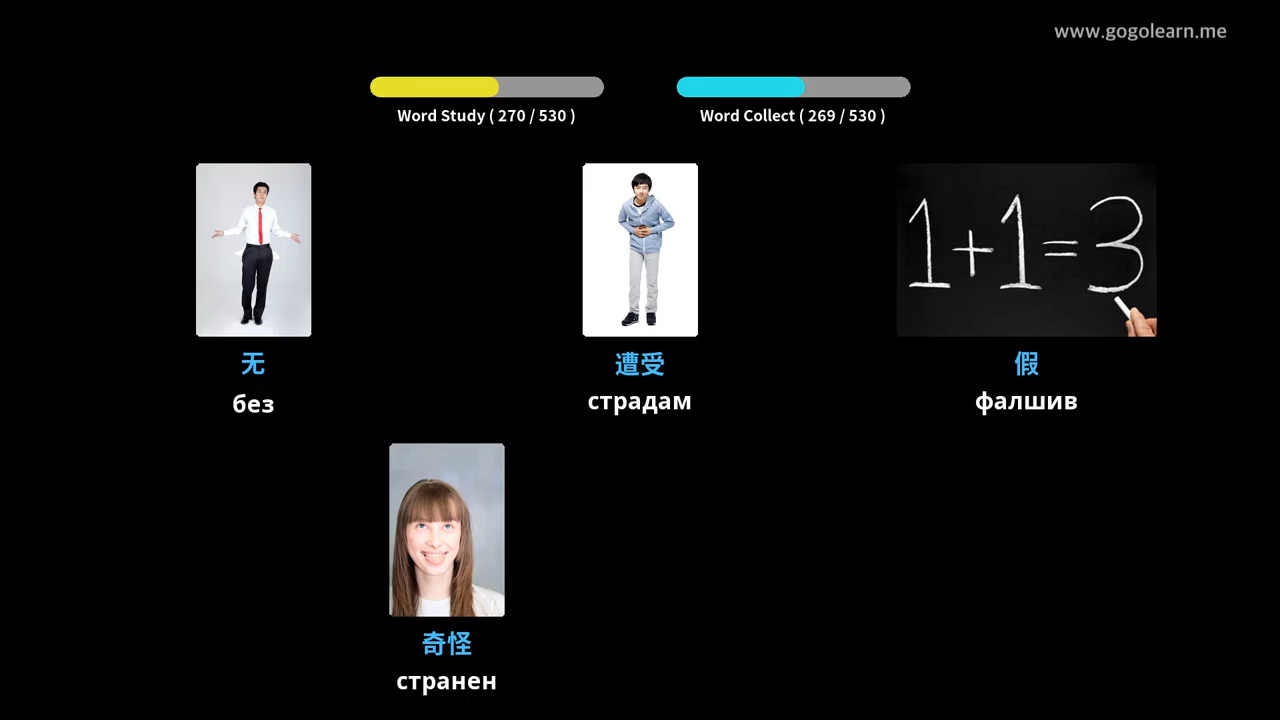 www.gogolearn.me
Word Study ( 270 / 530 )
Word Collect ( 269 / 530 )
1+1=3
无
без
遭受
страдам
假
фалшив
奇怪
странен